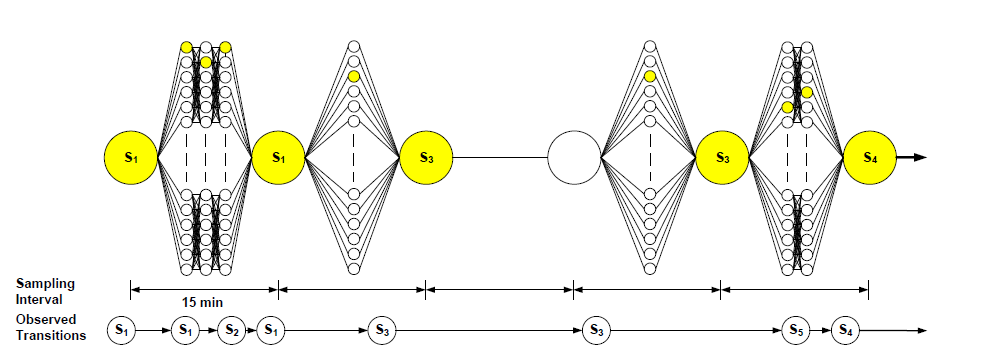 S1 S1 S3 S3 S4
Sampling
Interval
15 min
Observed
Transitions
S1 S1 S2 S1 S3 S3 S5 S4